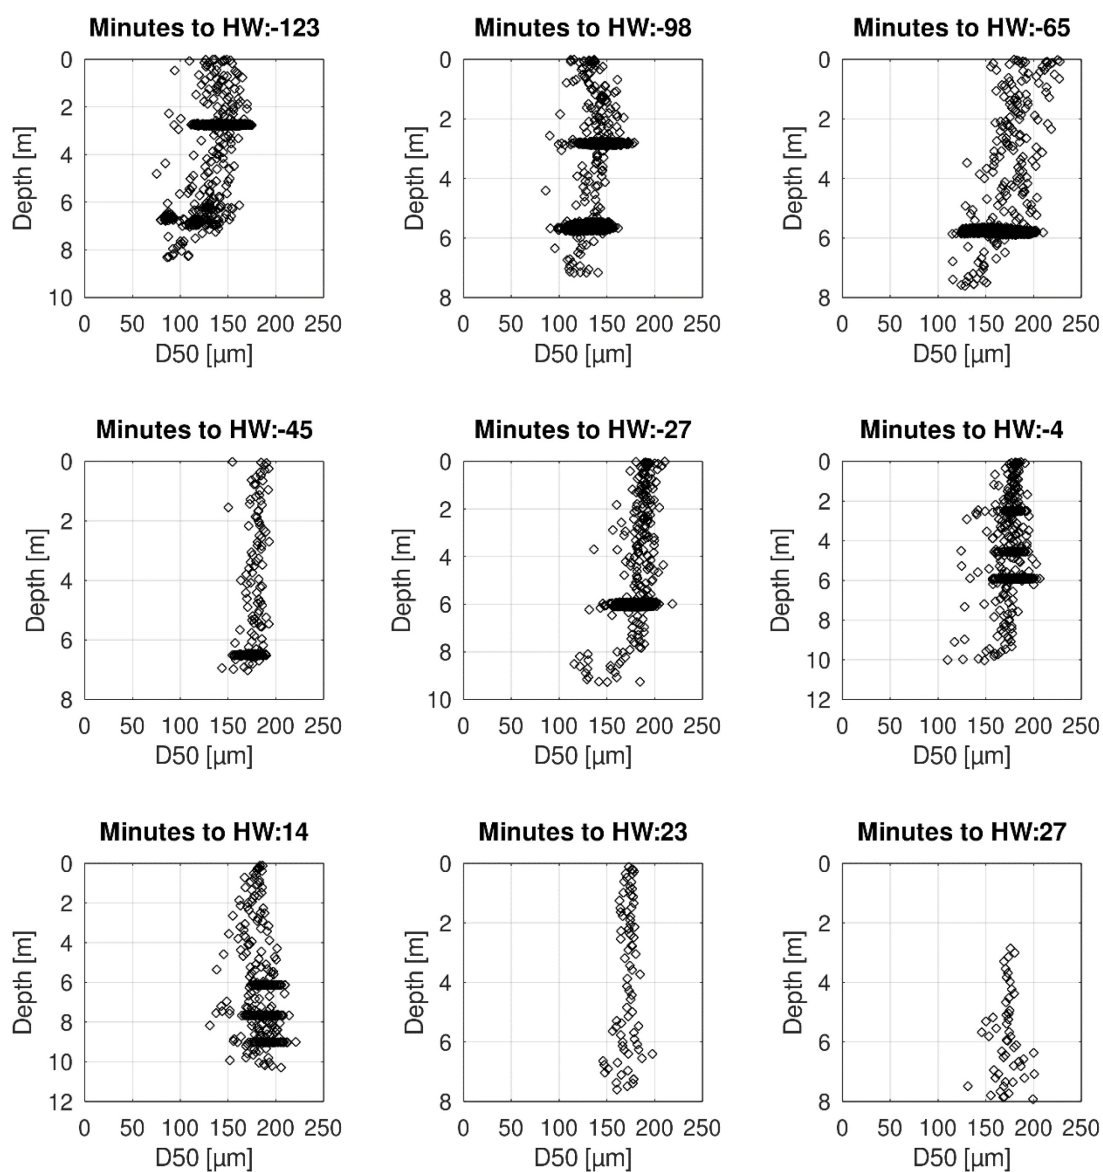 Minutes to HW:-123
Minutes to HW:-98
Minutes to HW:-65
0
2
4
6
8
10
Depth [m]
0 50 100 150 200 250
D50 [µm]
0
2
4
6
8
Depth [m]
0 50 100 150 200 250
D50 [µm]
0
2
4
6
8
Depth [m]
0 50 100 150 200 250
D50 [µm]
Minutes to HW:-45
Minutes to HW:-27
Minutes to HW:-4
0
2
4
6
8
Depth [m]
0 50 100 150 200 250
D50 [µm]
0
2
4
6
8
10
Depth [m]
0 50 100 150 200 250
D50 [µm]
0
2
4
6
8
10
12
Depth [m]
0 50 100 150 200 250
D50 [µm]
Minutes to HW:14
Minutes to HW:23
Minutes to HW:27
0
2
4
6
8
10
12
Depth [m]
0 50 100 150 200 250
D50 [µm]
0
2
4
6
8
Depth [m]
0 50 100 150 200 250
D50 [µm]
0
2
4
6
8
Depth [m]
0 50 100 150 200 250
D50 [µm]